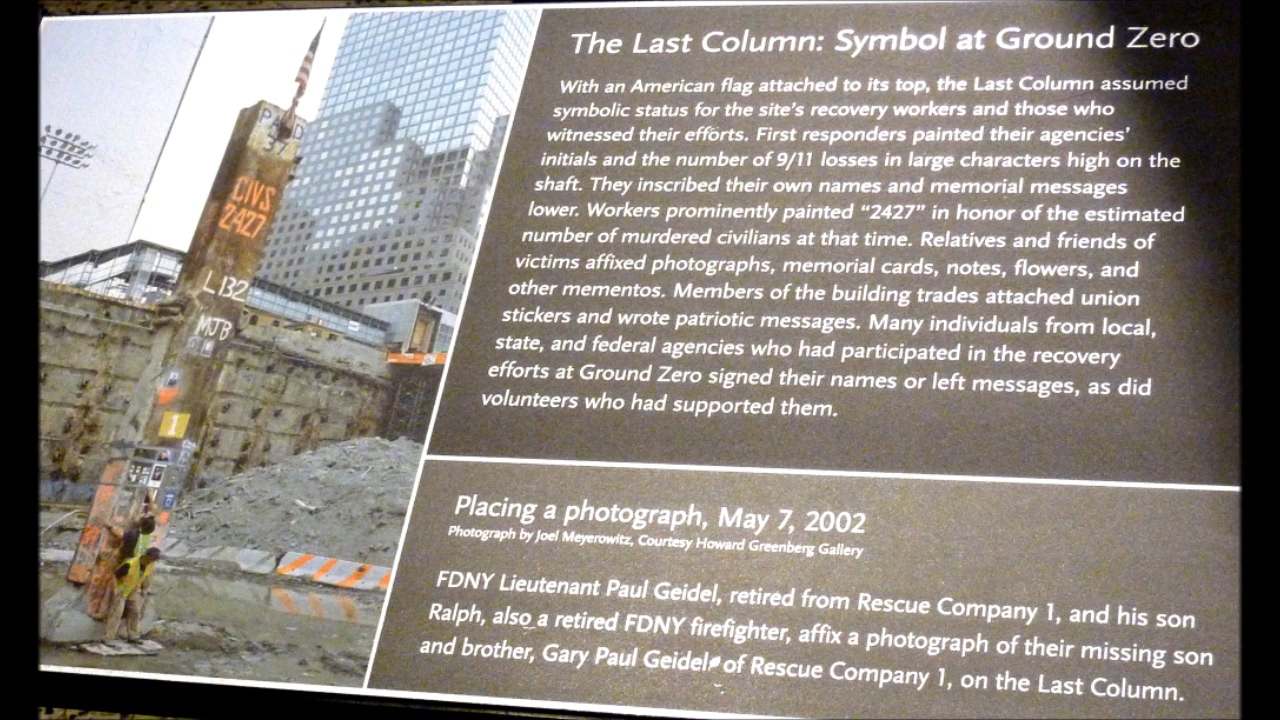 The Last Column: Symbol at Ground Zero
With an American flag attached to its top, the Last Column assumed
symbolic status for the site's recovery workers and those who
witnessed their efforts. First responders painted their agencies'
initials and the number of 9/11 losses in large characters high on the
shaft. They inscribed their own names and memorial messages
lower. Workers prominently painted “2427” in honor of the estimated
number of murdered civilians at that time. Relatives and friends of
victims affixed photographs, memorial cards, notes, flowers, and
other mementos. Members of the building trades attached union
stickers and wrote patriotic messages. Many individuals from local,
state, and federal agencies who had participated in the recovery
efforts at Ground Zero signed their names or left messages, as did
volunteers who had supported them.
Placing a photograph, May 7, 2002
Photograph by Joel Meyerowitz, Courtesy Howard Greenberg Gallery
FDNY Lieutenant Paul Geidel, retired from Rescue Company 1, and his son
Ralph, also a retired FDNY firefighter, affix a photograph of their missing son
and brother, Gary Paul Geidel, of Rescue Company 1, on the Last Column.
37
CIVS
2427
L 132
MJB
1